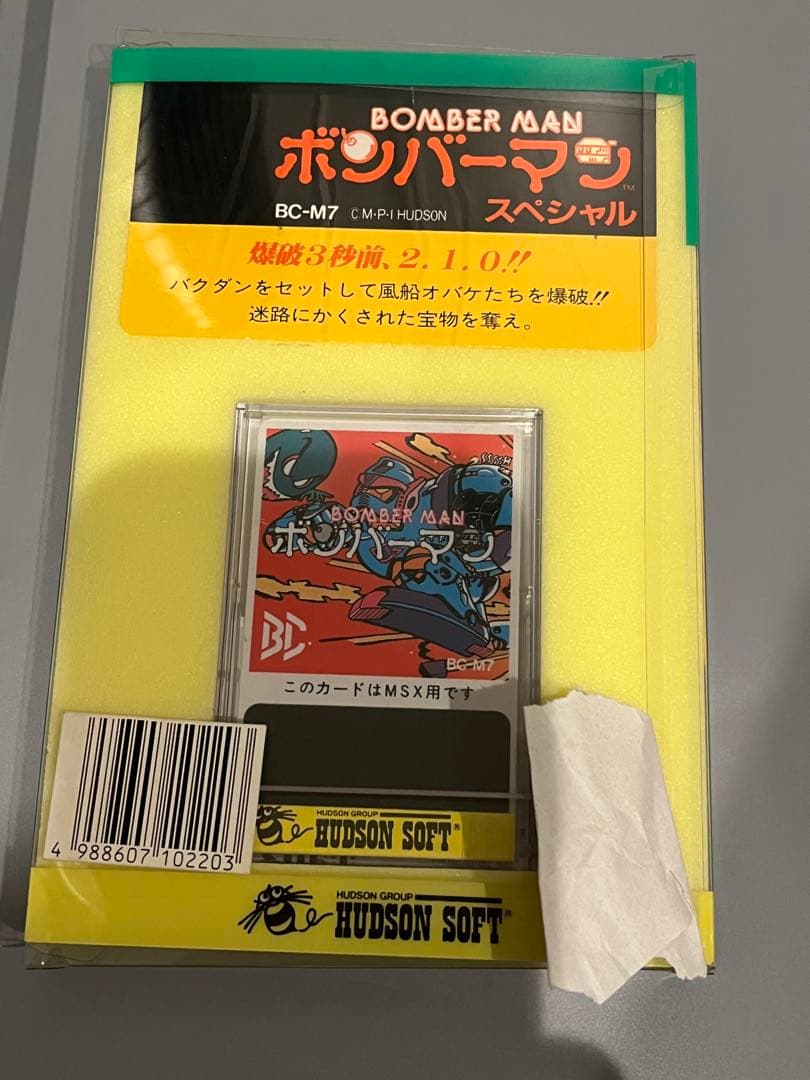 BOMBER MAN
ボンバーマン™
BC-M7 ©M・P・I HUDSON スペシャル
爆破3秒前、2.1.0!!
バクダンをセットして風船オバケたちを爆破!!
迷路にかくされた宝物を奪え。
BOMBER MAN
ボンバーマン
BC
BC-M7
このカードはMSX用です
HUDSON GROUP
HUDSON SOFT®
4 988607 102203
HUDSON GROUP
HUDSON SOFT®